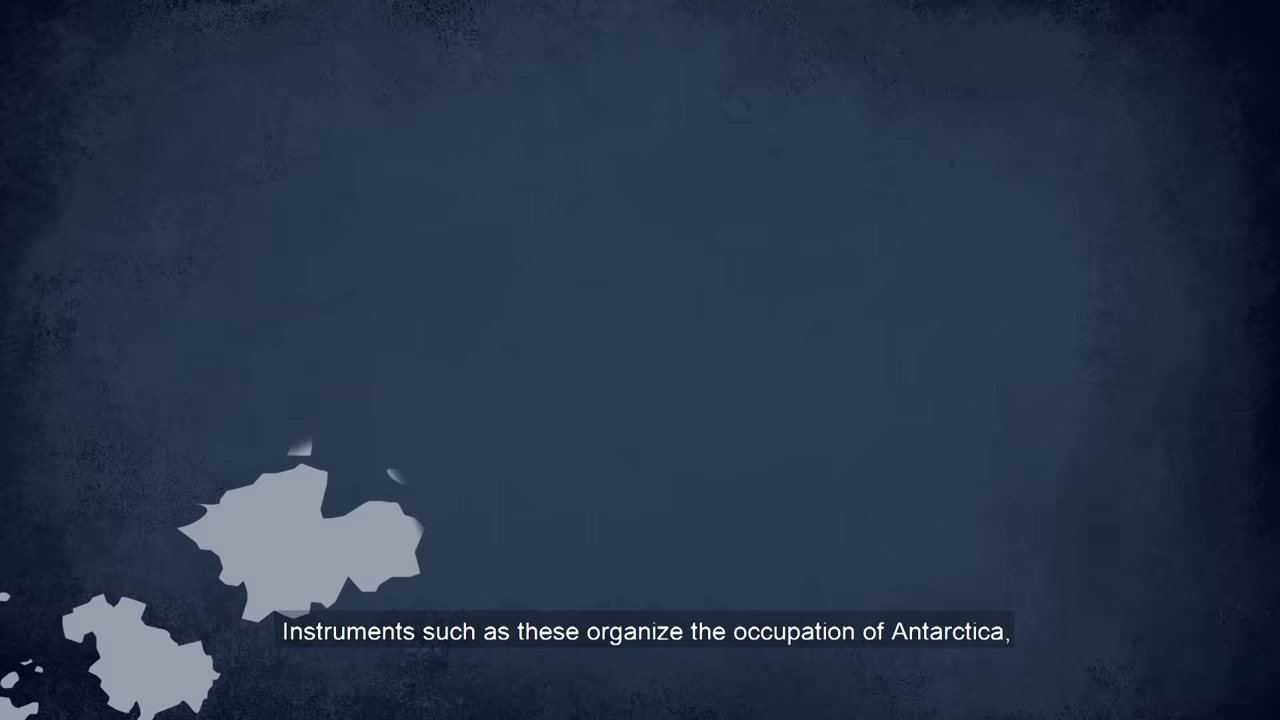 Instruments such as these organize the occupation of Antarctica,